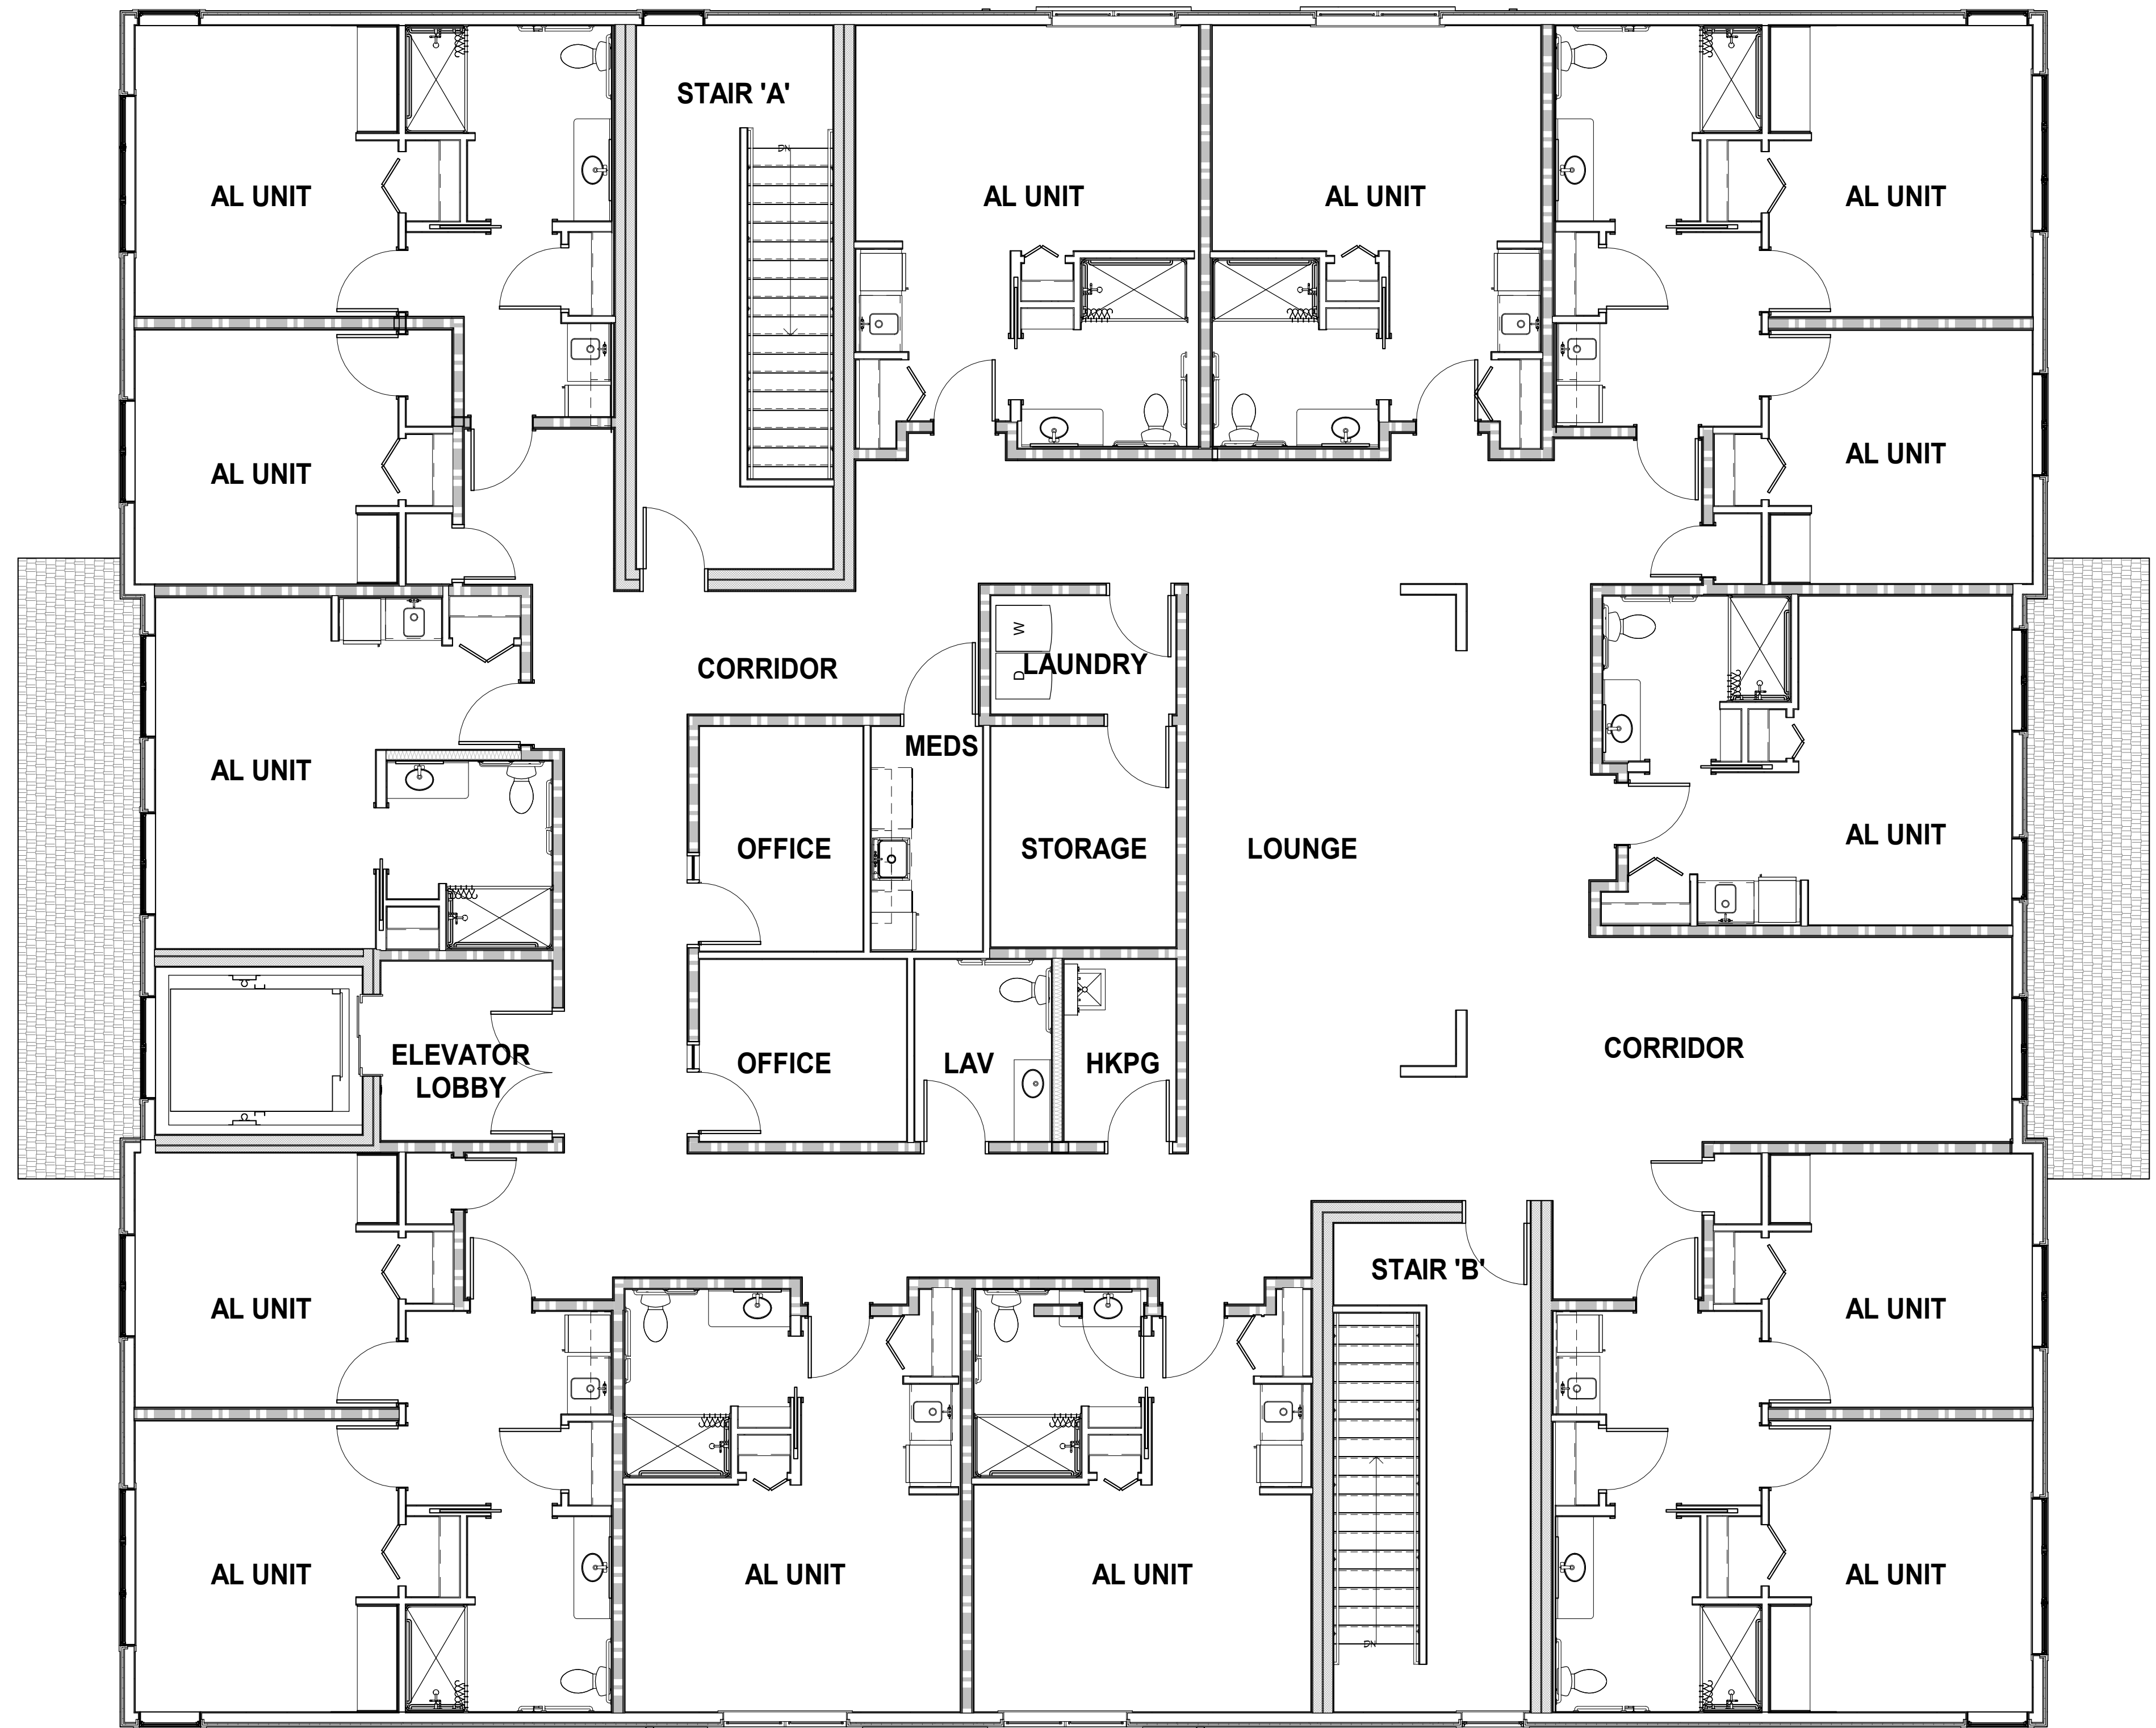 STAIR 'A'
DN
AL UNIT
AL UNIT
AL UNIT
AL UNIT
AL UNIT
AL UNIT
W
LAUNDRY
D
CORRIDOR
MEDS
AL UNIT
OFFICE
STORAGE
LOUNGE
AL UNIT
ELEVATOR
LOBBY
OFFICE
LAV
HKPG
CORRIDOR
STAIR 'B'
AL UNIT
AL UNIT
AL UNIT
AL UNIT
AL UNIT
AL UNIT
DN